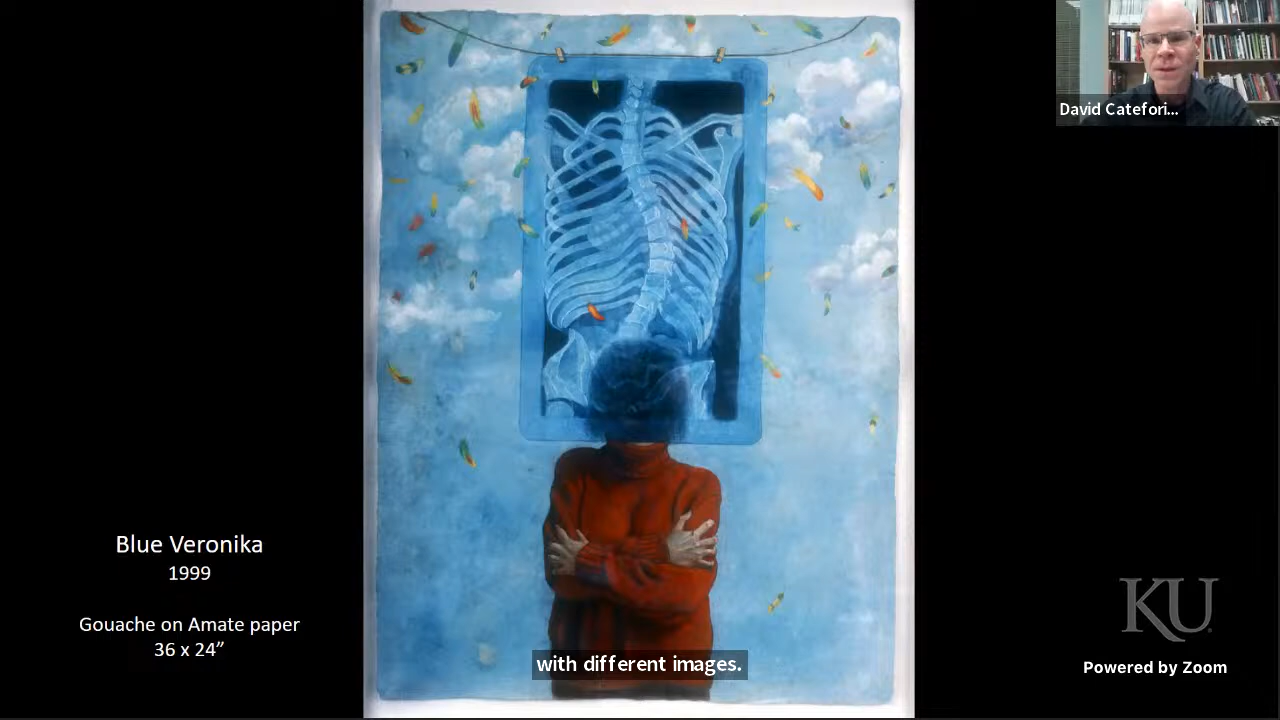 David Catefori...
Blue Veronika
1999
Gouache on Amate paper
36 x 24”
with different images.
KU
Powered by Zoom